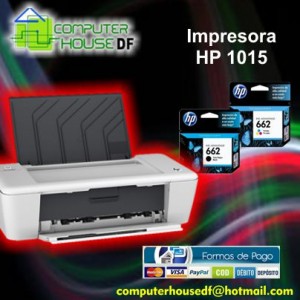 COMPUTER
HOUSE DF
Impresora
HP 1015
hp
662
hp
662
Formas de Pago
VISA PayPal COD DÉBITO DEPÓSITO
computerhousedf@hotmail.com